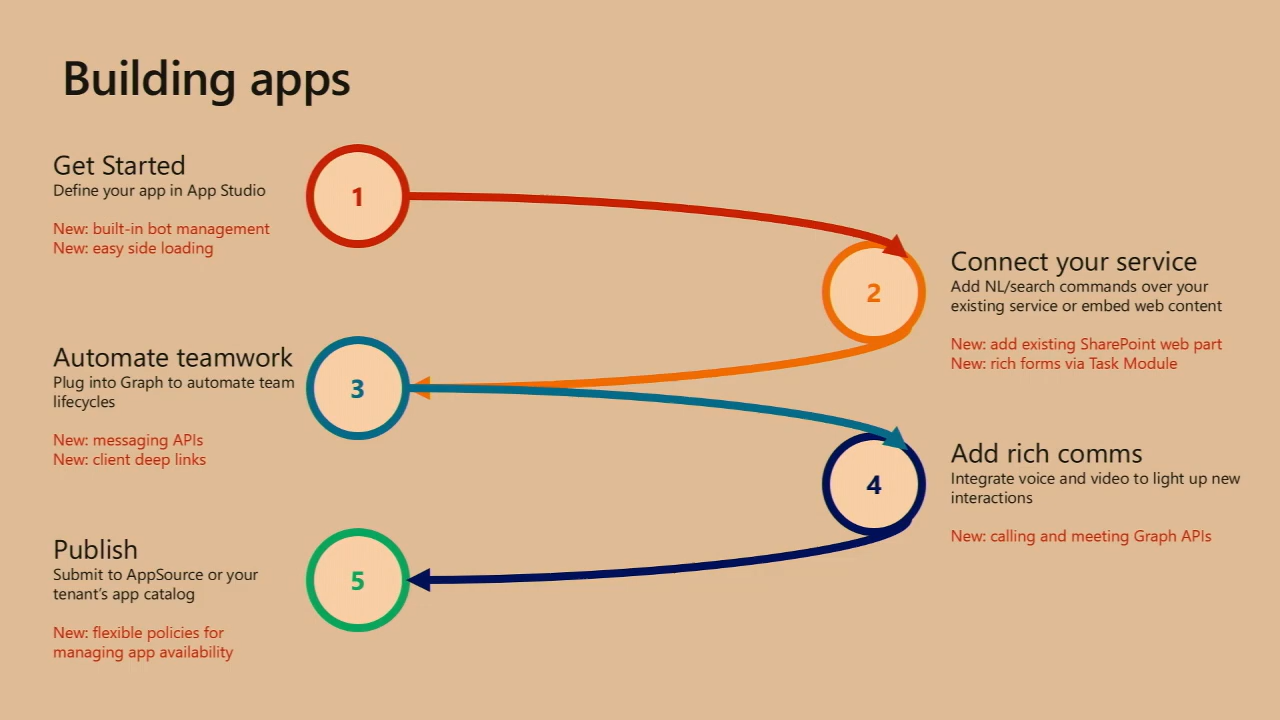 Building apps
Get Started
Define your app in App Studio
New: built-in bot management
New: easy side loading
1
2
Connect your service
Add NL/search commands over your
existing service or embed web content
New: add existing SharePoint web part
New: rich forms via Task Module
Automate teamwork
Plug into Graph to automate team
lifecycles
New: messaging APIs
New: client deep links
3
4
Add rich comms
Integrate voice and video to light up new
interactions
New: calling and meeting Graph APIs
Publish
Submit to AppSource or your
tenant's app catalog
New: flexible policies for
managing app availability
5